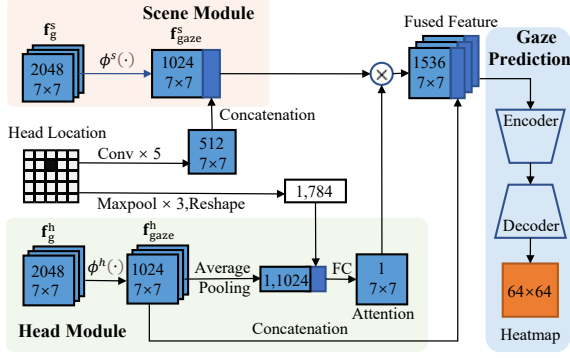 Scene Module
f_g^s
2048
7×7
ϕ^s(·)
f_gaze^s
1024
7×7
Concatenation
512
7×7
Head Location
Conv × 5
Maxpool × 3,Reshape
1,784
Fused Feature
1536
7×7
Gaze
Prediction
Encoder
Decoder
64×64
Heatmap
f_g^h
2048
7×7
ϕ^h(·)
f_gaze^h
1024
7×7
Average
Pooling
1,1024
FC
1
7×7
Attention
Head Module
Concatenation